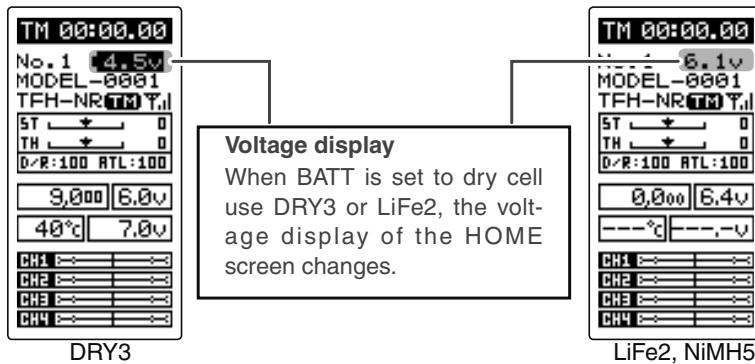 TM 00:00.00
No.1 4.5v
MODEL-0001
TFH-NR TM
ST 0
TH 0
D/R:100 ATL:100
9,000 6.0v
40°c 7.0v
CH1
CH2
CH3
CH4
DRY3
Voltage display
When BATT is set to dry cell
use DRY3 or LiFe2, the volt-
age display of the HOME
screen changes.
TM 00:00.00
6.1v
MODEL-0001
TFH-NR TM
ST 0
TH 0
D/R:100 ATL:100
0,000 6.4v
---°c ---.-v
CH1
CH2
CH3
CH4
LiFe2, NiMH5